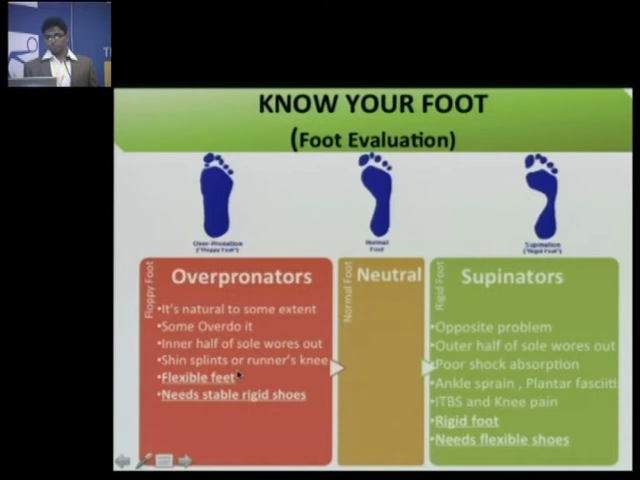 KNOW YOUR FOOT
(Foot Evaluation)
Over-Pronation
("Floppy Foot")
Normal
Foot
Supination
("Rigid Foot")
Floppy Foot
Overpronators
•It's natural to some extent
•Some Overdo it
•Inner half of sole wores out
•Shin splints or runner's knee
•Flexible feet
•Needs stable rigid shoes
Normal Foot
Neutral
Rigid Foot
Supinators
•Opposite problem
•Outer half of sole wores out
•Poor shock absorption
•Ankle sprain , Plantar fasciiti
•ITBS and Knee pain
•Rigid foot
•Needs flexible shoes